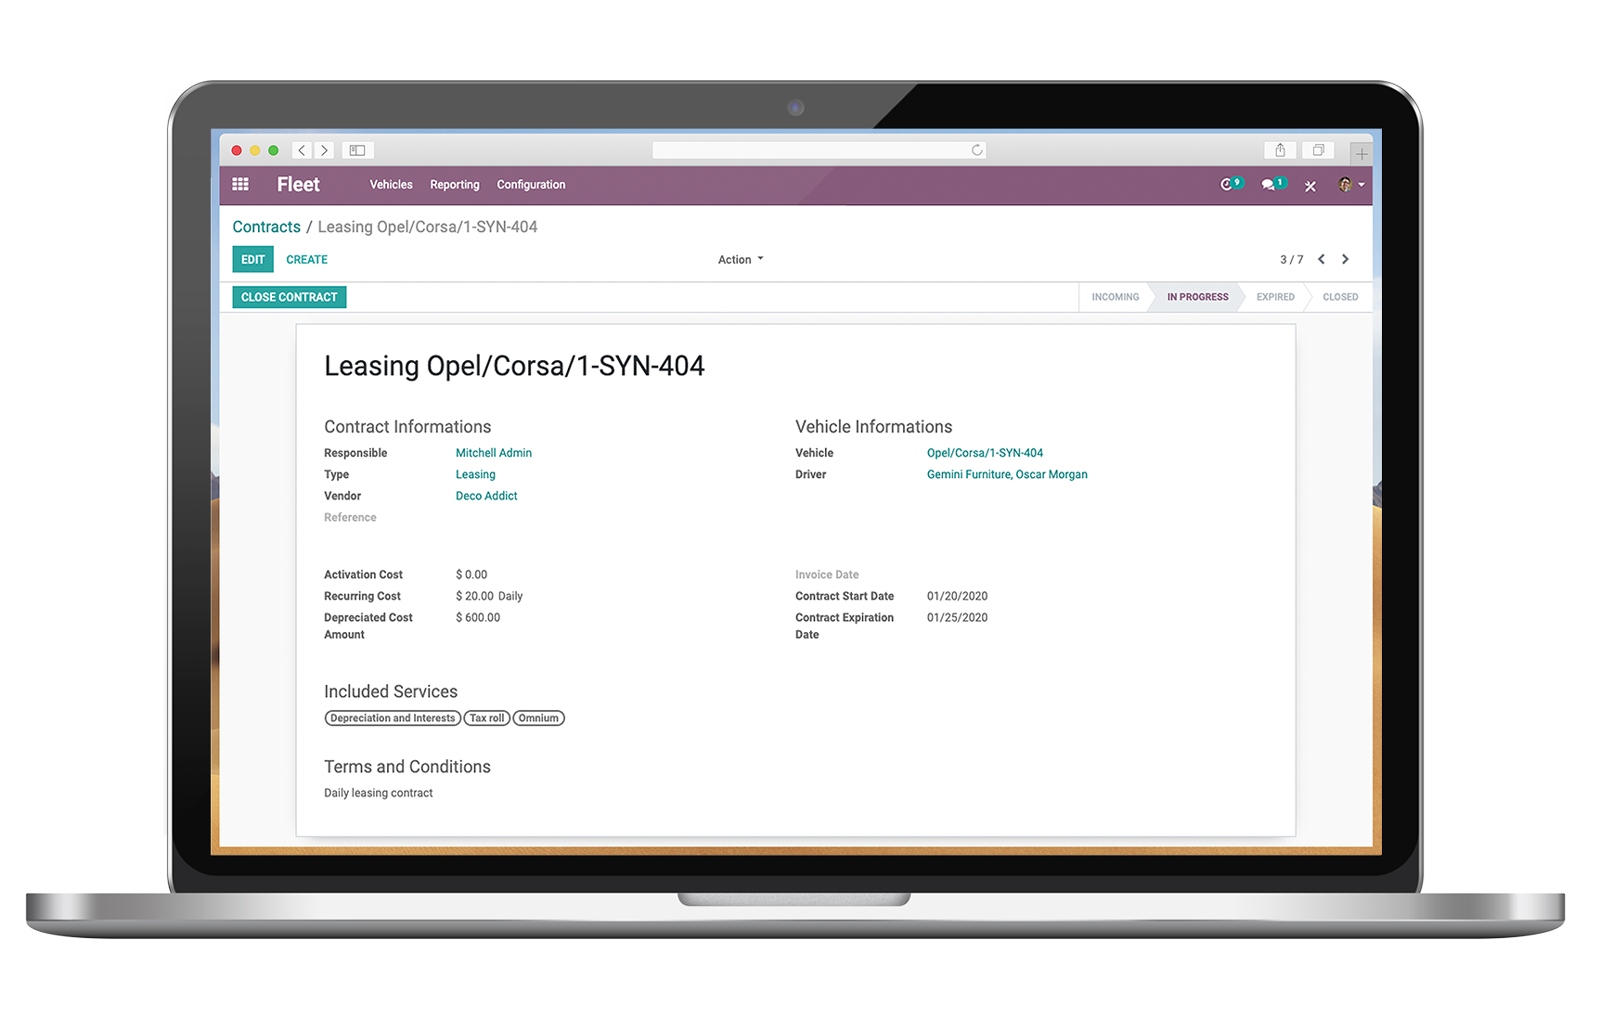 Fleet Vehicles Reporting Configuration 9 1
Contracts / Leasing Opel/Corsa/1-SYN-404
EDIT CREATE Action 3 / 7
CLOSE CONTRACT INCOMING IN PROGRESS EXPIRED CLOSED
Leasing Opel/Corsa/1-SYN-404
Contract Informations
Responsible Mitchell Admin
Type Leasing
Vendor Deco Addict
Reference
Vehicle Informations
Vehicle Opel/Corsa/1-SYN-404
Driver Gemini Furniture, Oscar Morgan
Activation Cost $ 0.00
Recurring Cost $ 20.00 Daily
Depreciated Cost $ 600.00
Amount
Invoice Date
Contract Start Date 01/20/2020
Contract Expiration 01/25/2020
Date
Included Services
Depreciation and Interests Tax roll Omnium
Terms and Conditions
Daily leasing contract